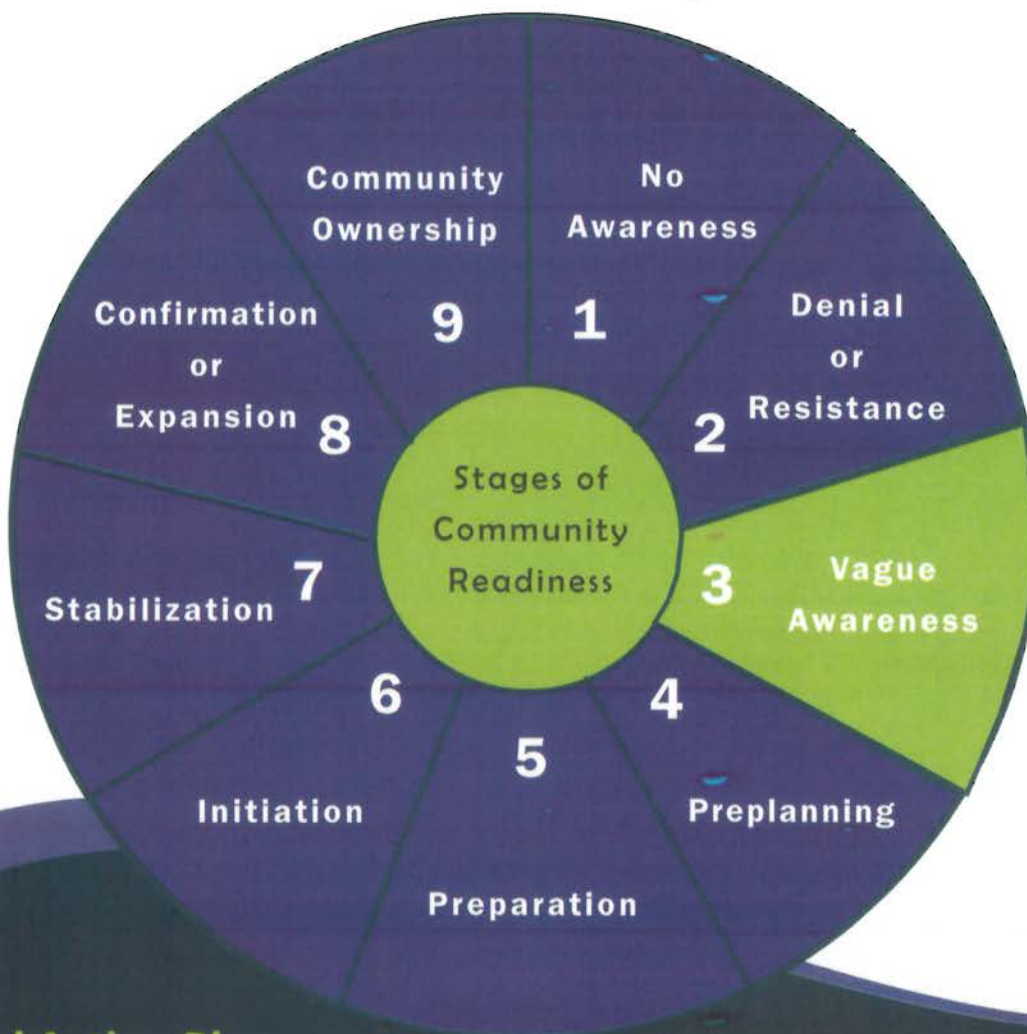 Stages of
Community
Readiness
No
Awareness
1
Denial
or
Resistance
2
Vague
Awareness
3
4
Preplanning
5
Preparation
6
Initiation
7
Stabilization
Confirmation
or
Expansion
8
Community
Ownership
9